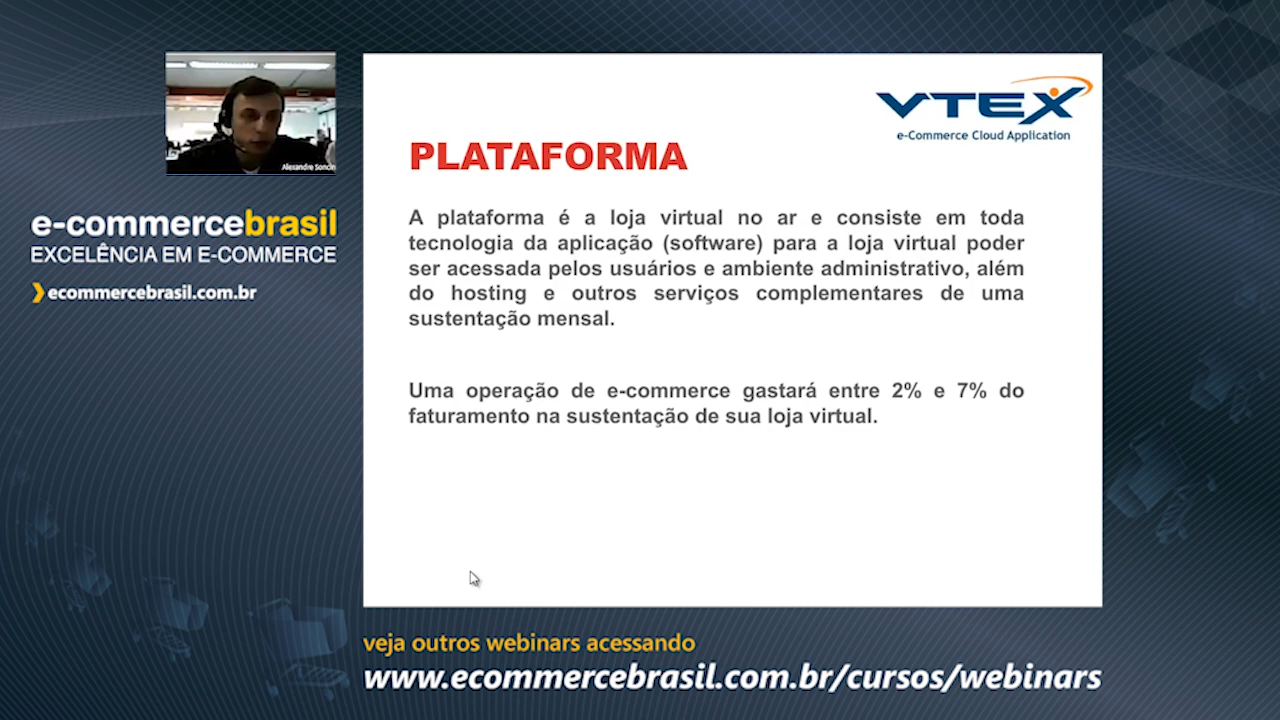 Alexandre Soncin
e-commercebrasil
EXCELÊNCIA EM E-COMMERCE
ecommercebrasil.com.br
VTEX
e-Commerce Cloud Application
PLATAFORMA
A plataforma é a loja virtual no ar e consiste em toda
tecnologia da aplicação (software) para a loja virtual poder
ser acessada pelos usuários e ambiente administrativo, além
do hosting e outros serviços complementares de uma
sustentação mensal.
Uma operação de e-commerce gastará entre 2% e 7% do
faturamento na sustentação de sua loja virtual.
veja outros webinars acessando
www.ecommercebrasil.com.br/cursos/webinars